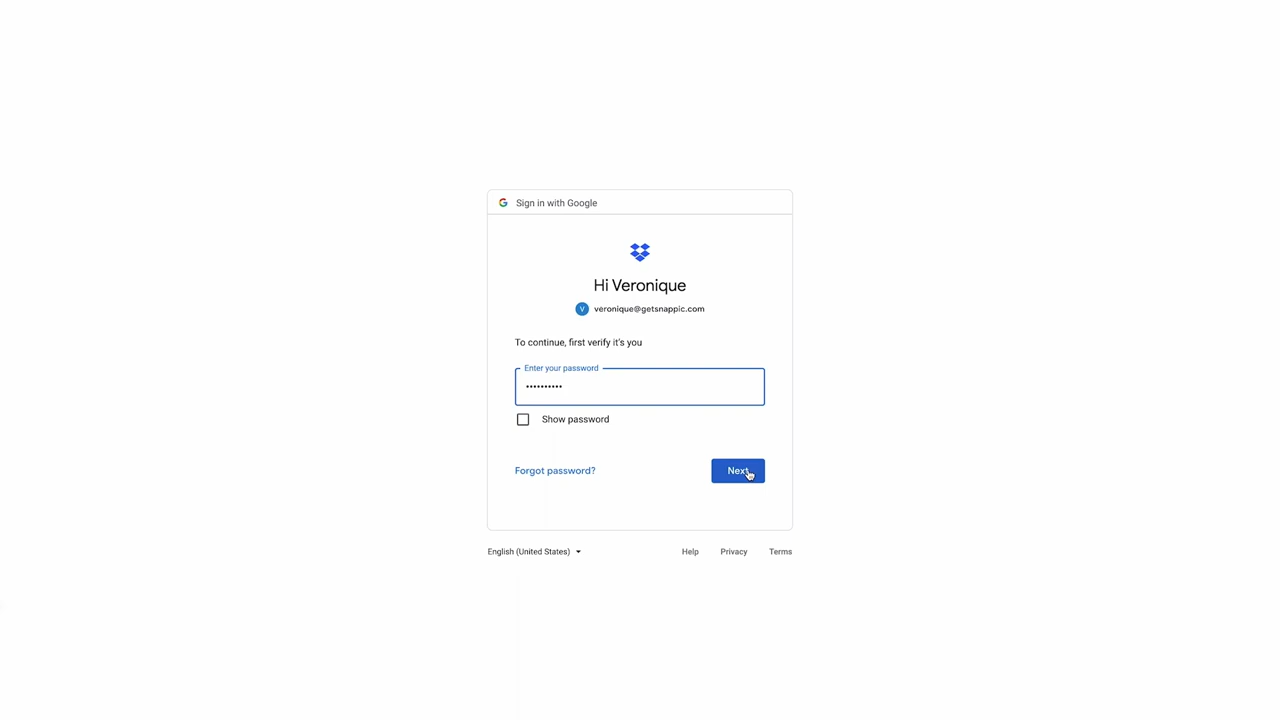 Sign in with Google
Hi Veronique
V veronique@getsnappic.com
To continue, first verify it's you
Enter your password
••••••••••
Show password
Forgot password?
Next
English (United States)
Help Privacy Terms